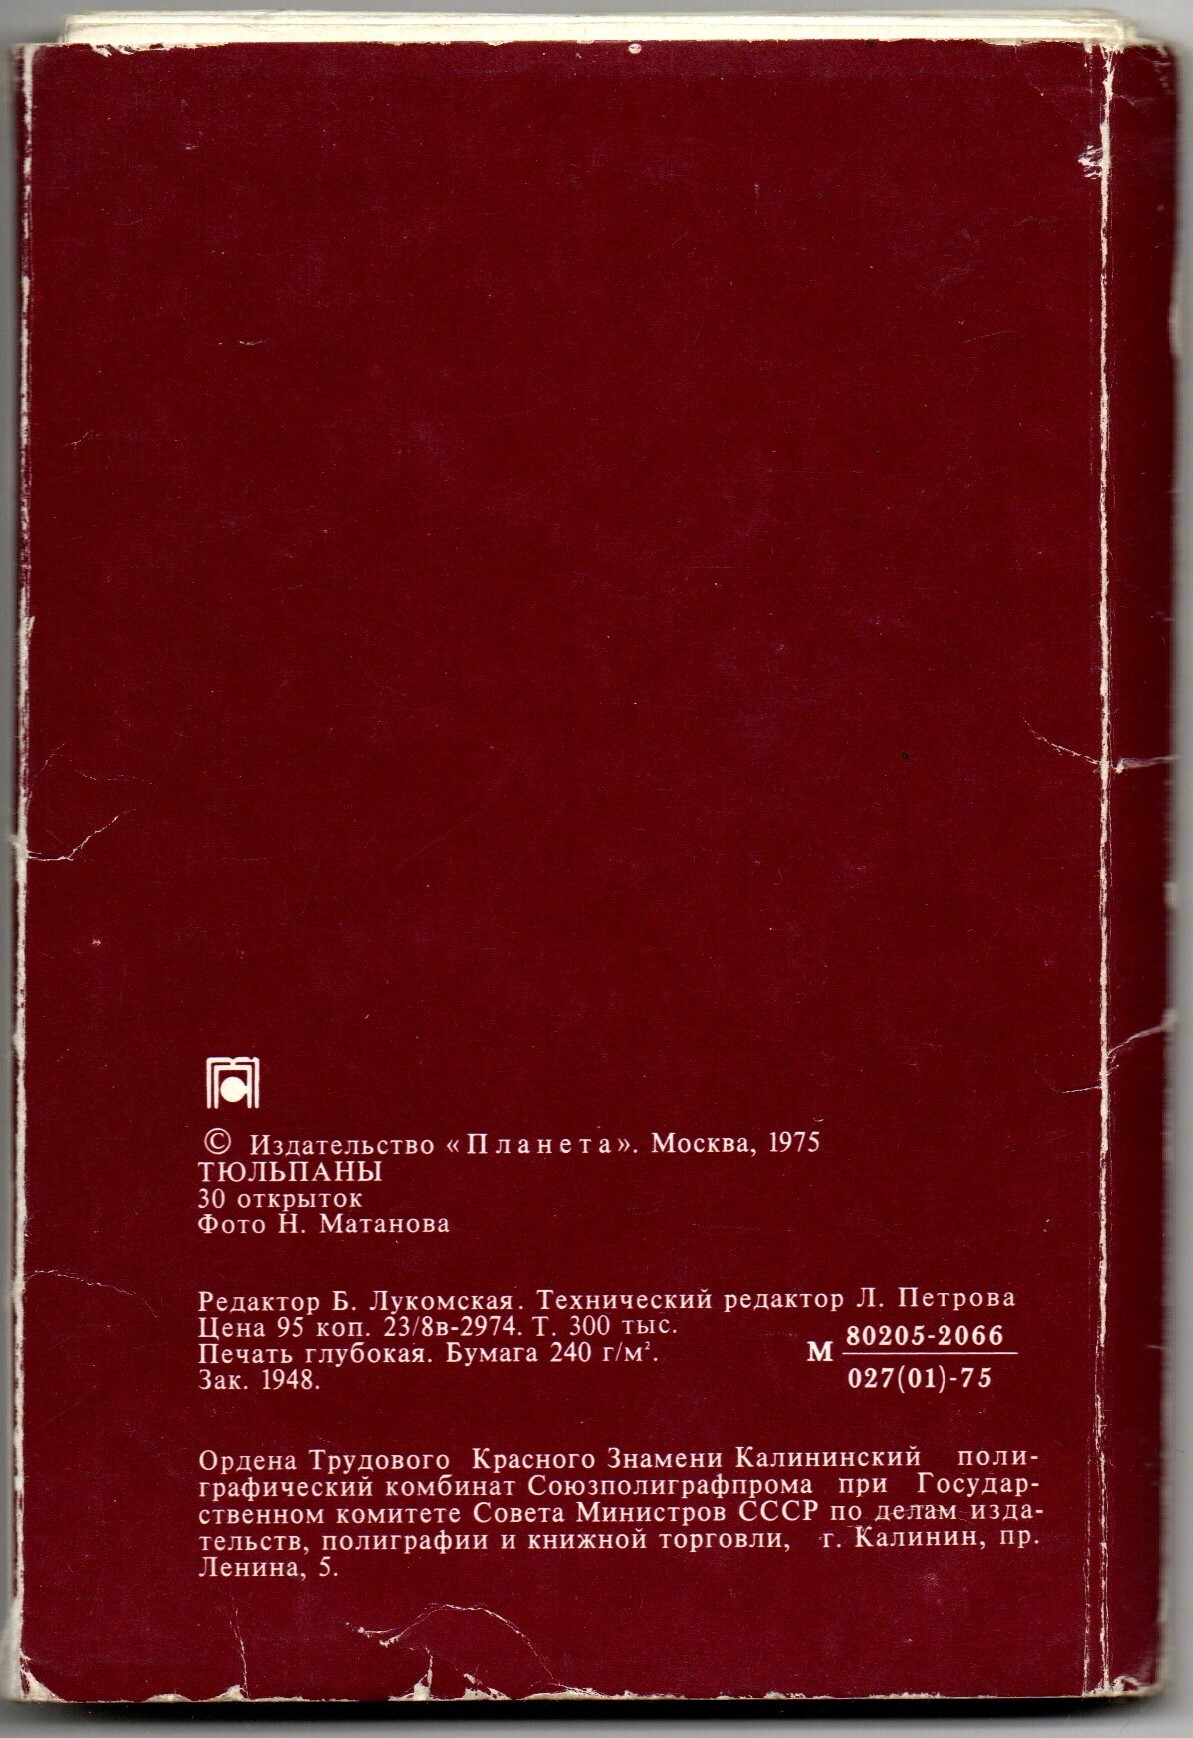 © Издательство «Планета». Москва, 1975
ТЮЛЬПАНЫ
30 открыток
Фото Н. Матанова
Редактор Б. Лукомская. Технический редактор Л. Петрова
Цена 95 коп. 23/8в-2974. Т. 300 тыс.
Печать глубокая. Бумага 240 г/м².
Зак. 1948.
М 80205-2066
027(01)-75
Ордена Трудового Красного Знамени Калининский поли-
графический комбинат Союзполиграфпрома при Государ-
ственном комитете Совета Министров СССР по делам изда-
тельств, полиграфии и книжной торговли, г. Калинин, пр.
Ленина, 5.